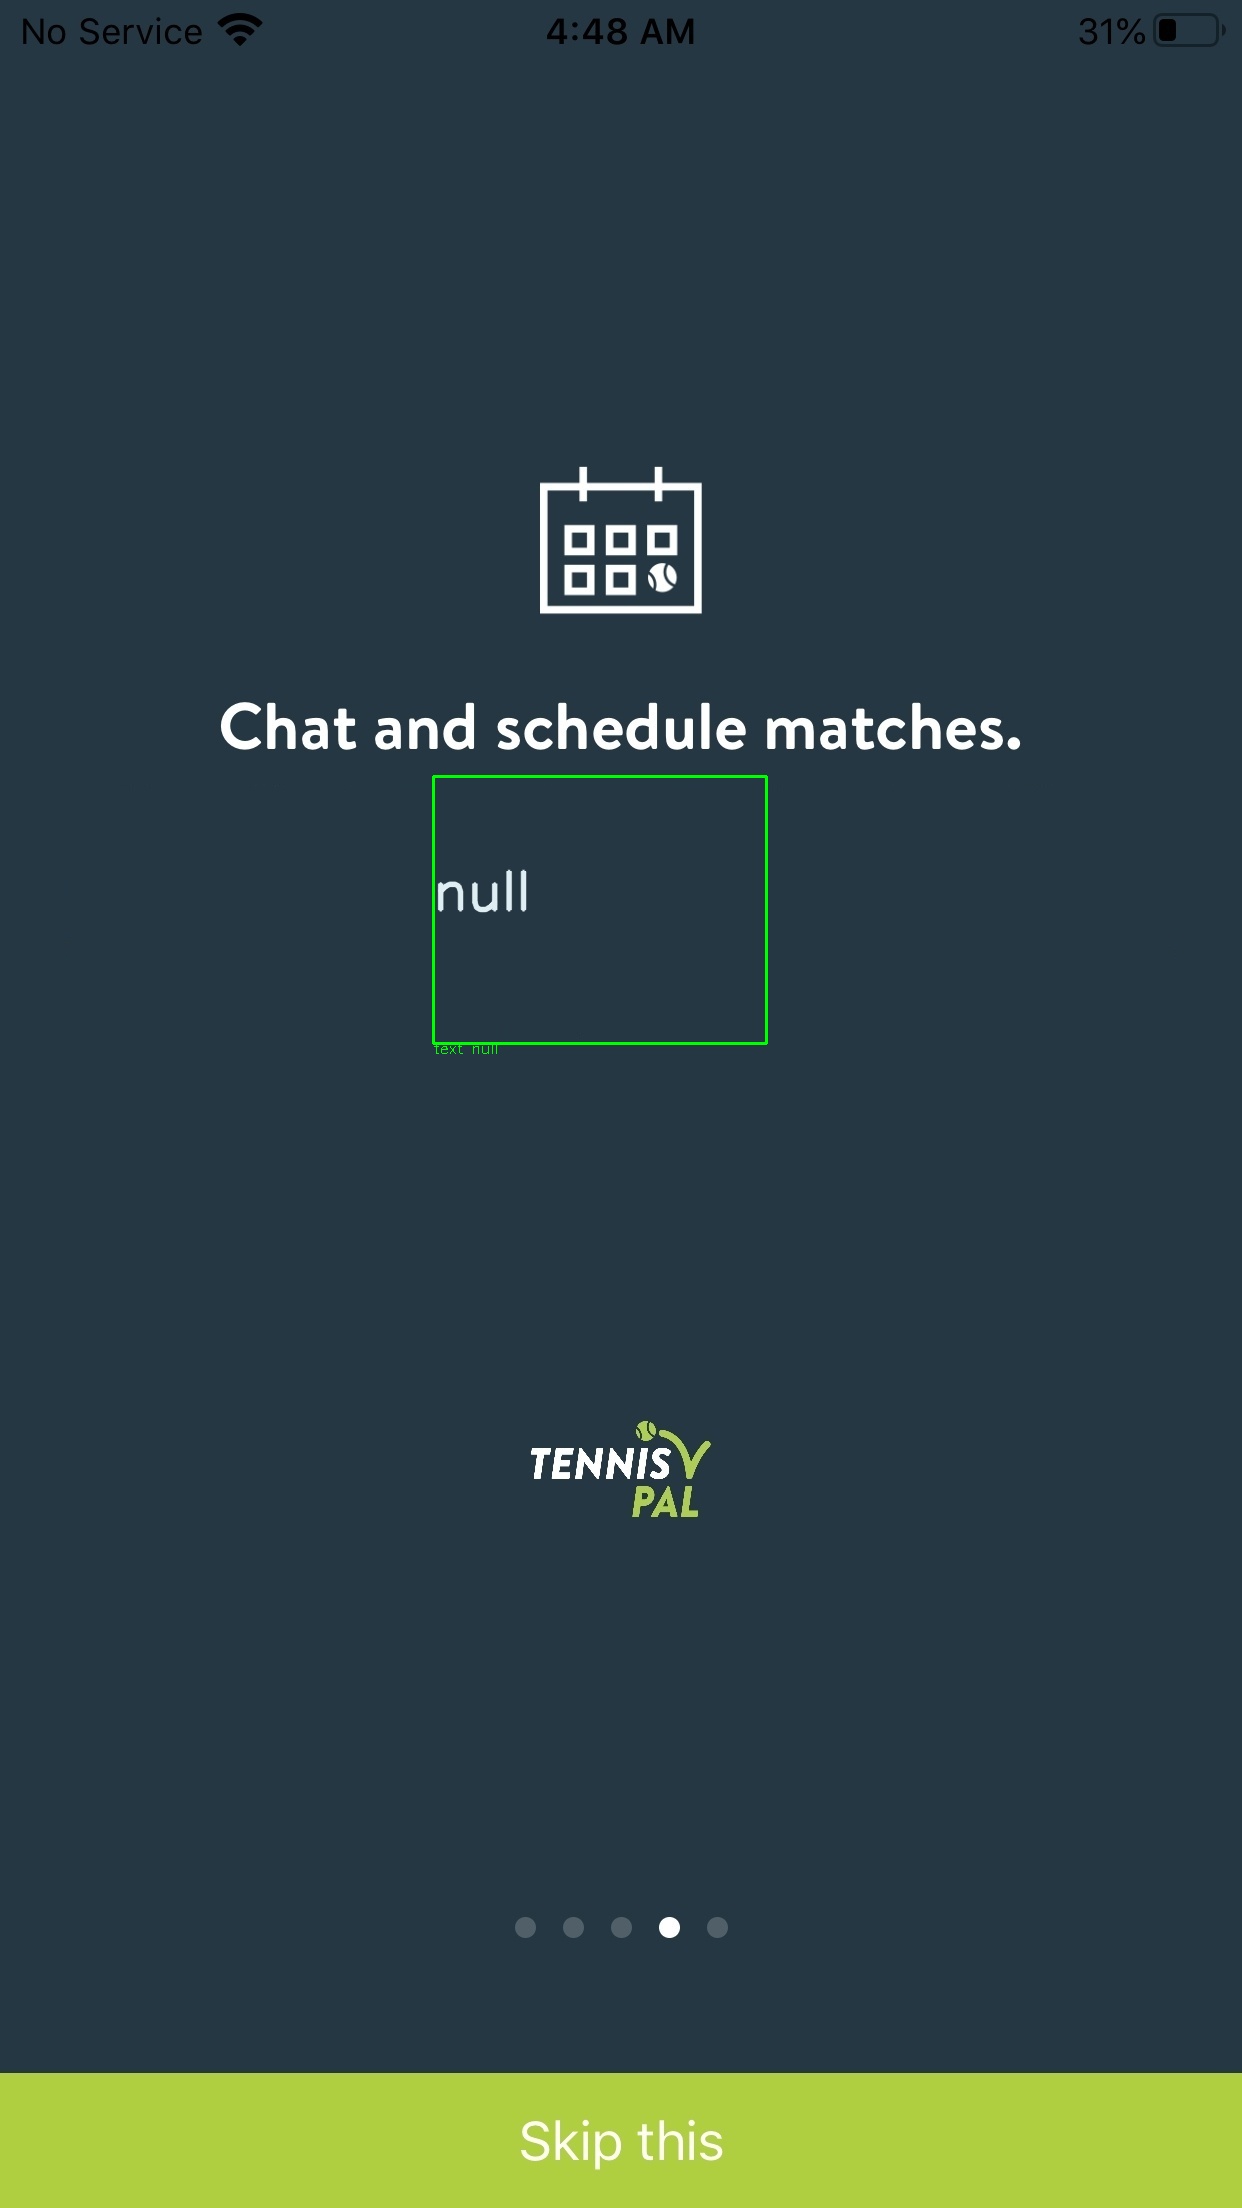 No Service
4:48 AM
31%
Chat and schedule matches.
null
text null
TENNIS
PAL
Skip this